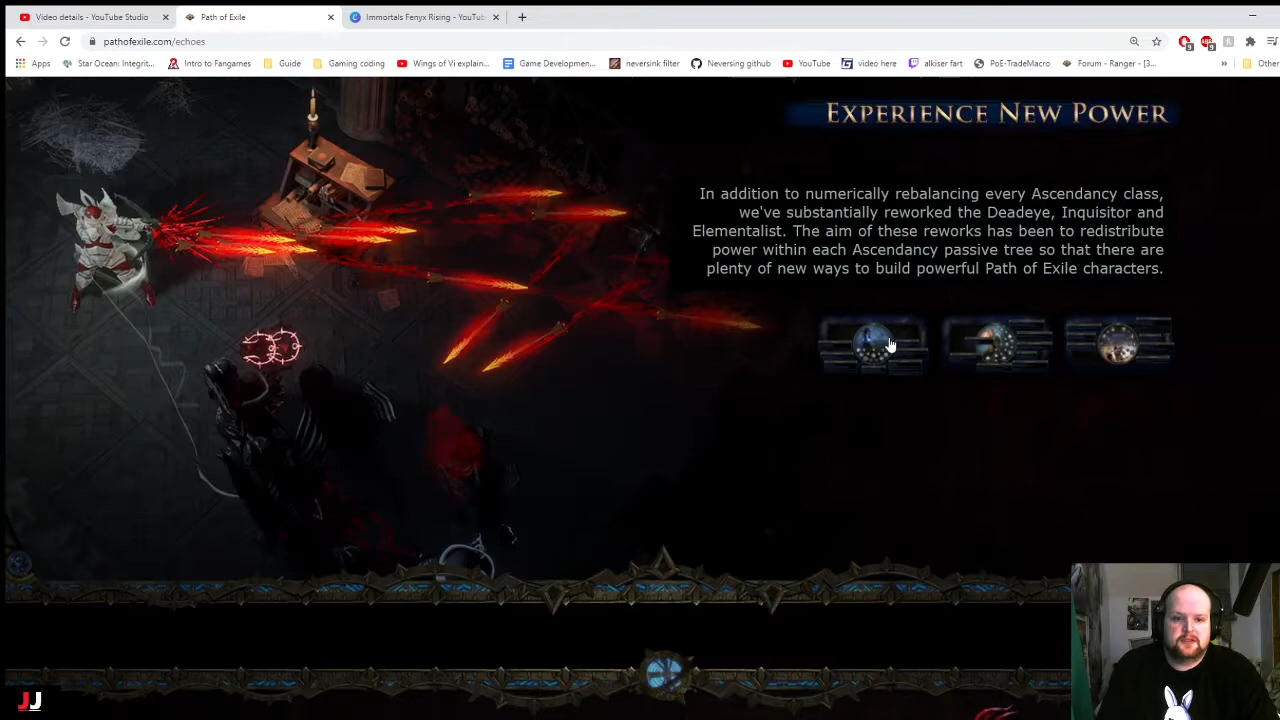 Video details - YouTube Studio
Path of Exile
Immortals Fenyx Rising - YouTub
pathofexile.com/echoes
Apps
Star Ocean: Integrit...
Intro to Fangames
Guide
Gaming coding
Wings of Vi explain...
Game Developmen...
neversink filter
Neversing github
YouTube
video here
alkiser fart
PoE-TradeMacro
Forum - Ranger - [3...
»
Other
EXPERIENCE NEW POWER
In addition to numerically rebalancing every Ascendancy class,
we've substantially reworked the Deadeye, Inquisitor and
Elementalist. The aim of these reworks has been to redistribute
power within each Ascendancy passive tree so that there are
plenty of new ways to build powerful Path of Exile characters.
JJ